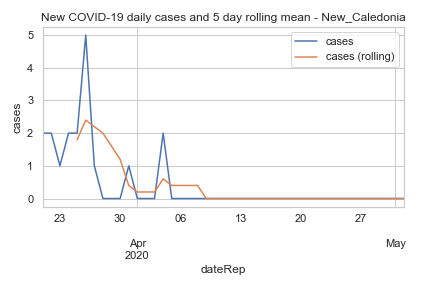 New COVID-19 daily cases and 5 day rolling mean - New_Caledonia
cases
cases (rolling)
cases
5
4
3
2
1
0
23 30 06 13 20 27
Apr May
2020
dateRep